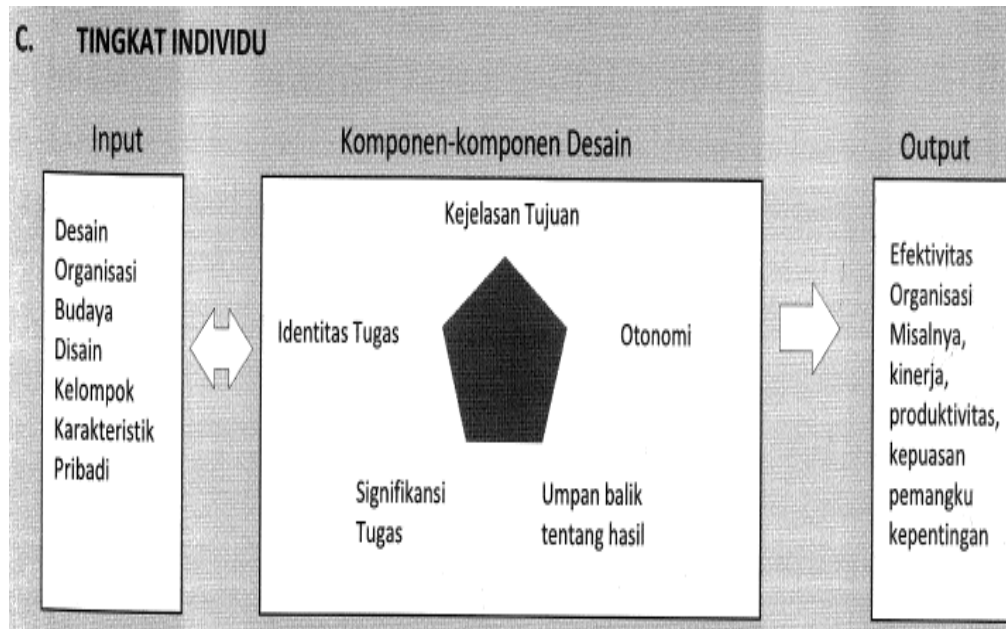 C. TINGKAT INDIVIDU
Input
Desain
Organisasi
Budaya
Disain
Kelompok
Karakteristik
Pribadi
Komponen-komponen Desain
Kejelasan Tujuan
Identitas Tugas
Otonomi
Signifikansi
Tugas
Umpan balik
tentang hasil
Output
Efektivitas
Organisasi
Misalnya,
kinerja,
produktivitas,
kepuasan
pemangku
kepentingan